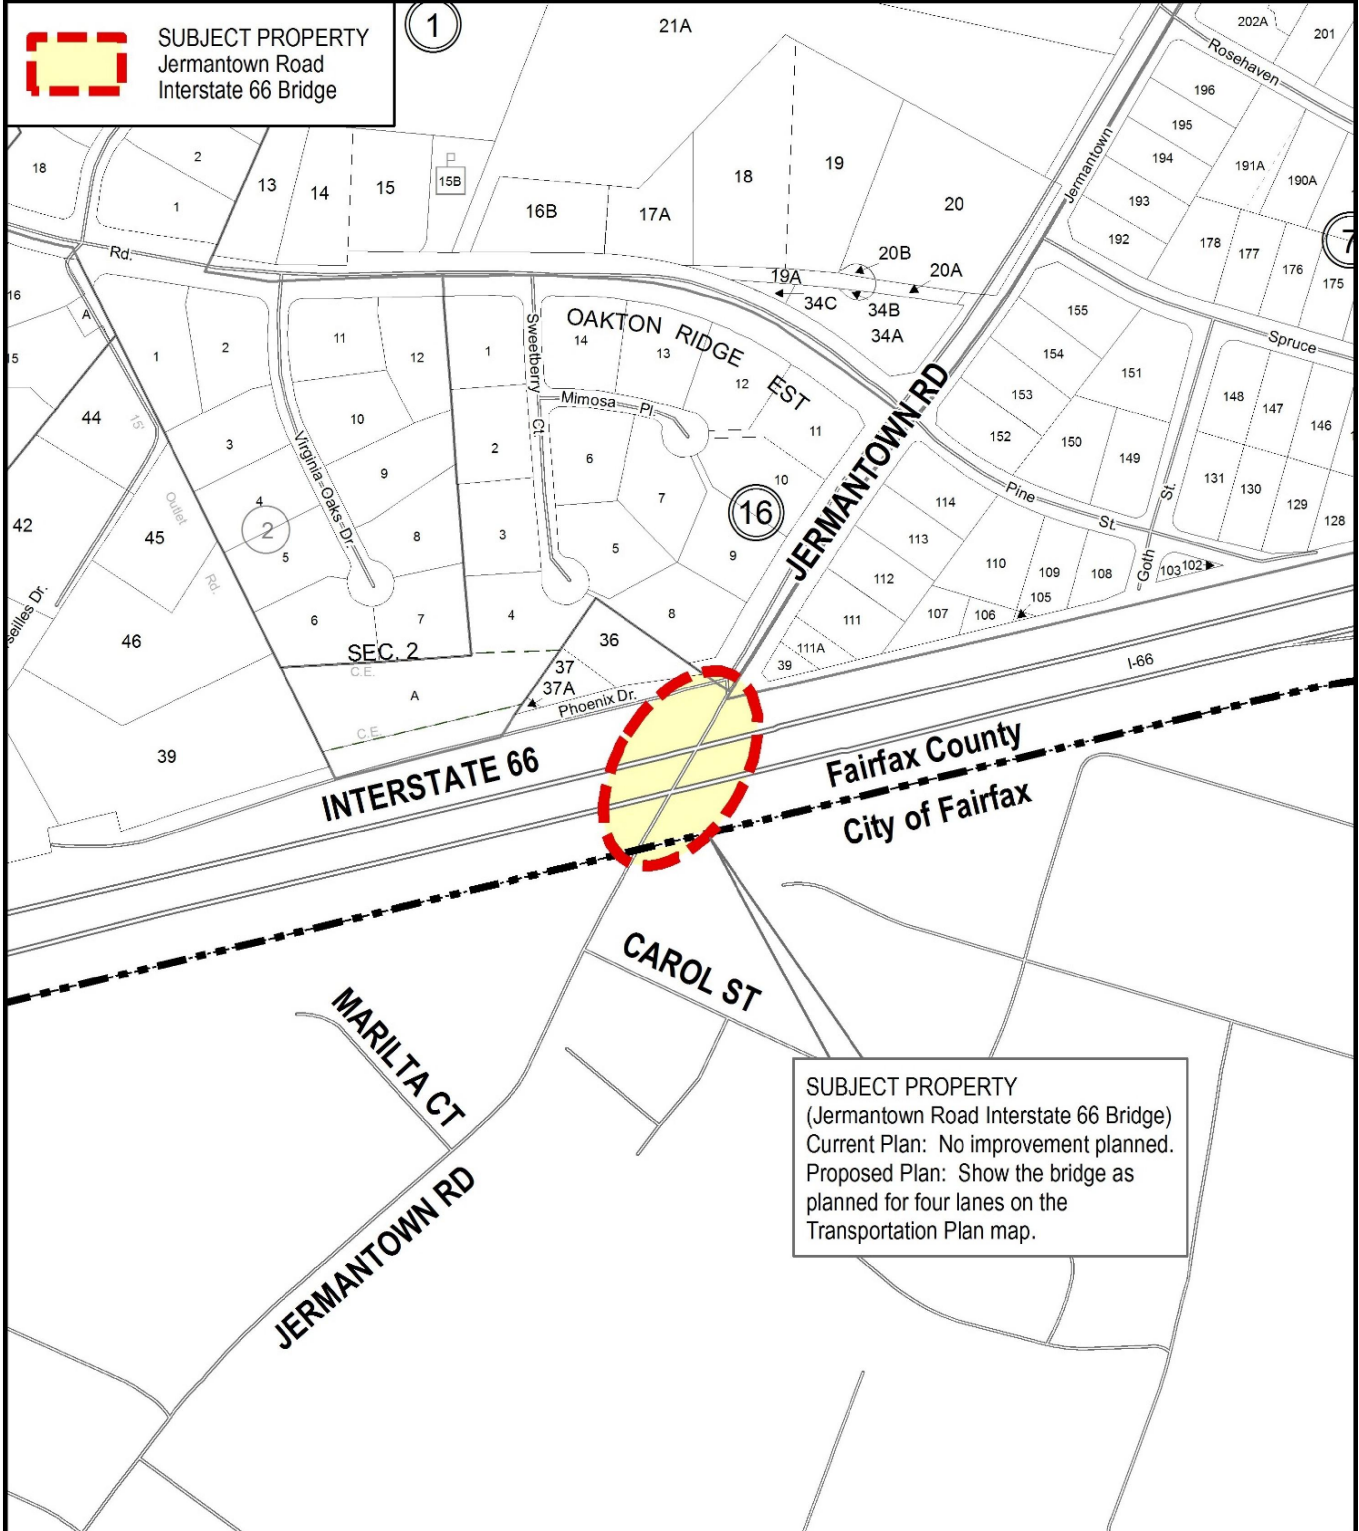 SUBJECT PROPERTY
Jermantown Road
Interstate 66 Bridge
1
21A
202A
201
Rosehaven
196
195
194
193
192
191A
190A
Jermantown
7
178
177
176
175
18
2
1
13
14
15
15B
16B
17A
18
19
20
20B
20A
19A
34C
34B
34A
Rd.
16
A
15
1
2
11
12
1
Sweetberry
Ct
OAKTON RIDGE EST
14
13
12
11
10
Mimosa Pl
155
154
153
152
151
150
149
Spruce
148
147
146
131
130
129
128
44
15'
Outlet
Rd.
3
10
9
4
2
5
Virginia Oaks Dr.
8
2
6
7
16
9
JERMANTOWN RD
Pine
St.
St.
Goth
114
113
112
111
110
109
108
103
102
105
107
106
111A
39
42
45
46
seilles Dr.
6
7
3
5
4
8
SEC. 2
C.E.
A
C.E.
36
37
37A
Phoenix Dr.
39
I-66
INTERSTATE 66
Fairfax County
City of Fairfax
CAROL ST
MARILTA CT
JERMANTOWN RD
SUBJECT PROPERTY
(Jermantown Road Interstate 66 Bridge)
Current Plan: No improvement planned.
Proposed Plan: Show the bridge as
planned for four lanes on the
Transportation Plan map.